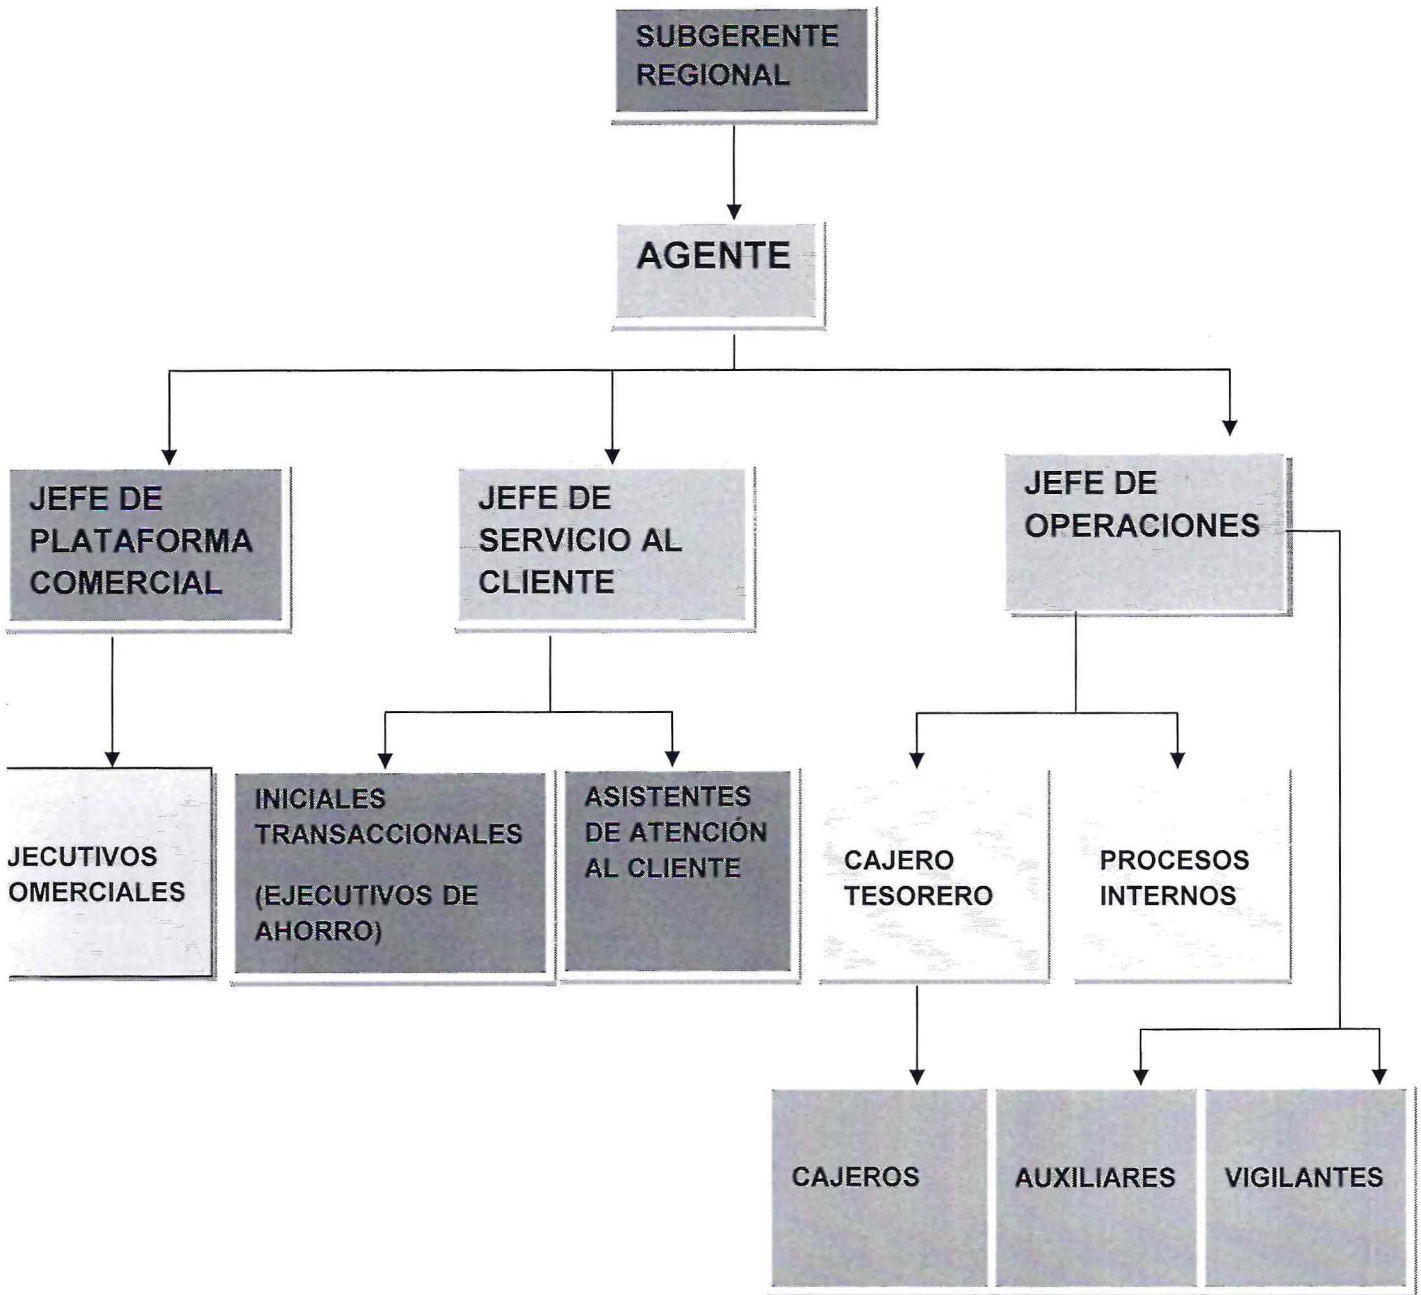 SUBGERENTE
REGIONAL
AGENTE
JEFE DE
PLATAFORMA
COMERCIAL
JEFE DE
SERVICIO AL
CLIENTE
JEFE DE
OPERACIONES
JECUTIVOS
OMERCIALES
INICIALES
TRANSACCIONALES
(EJECUTIVOS DE
AHORRO)
ASISTENTES
DE ATENCIÓN
AL CLIENTE
CAJERO
TESORERO
PROCESOS
INTERNOS
CAJEROS
AUXILIARES
VIGILANTES